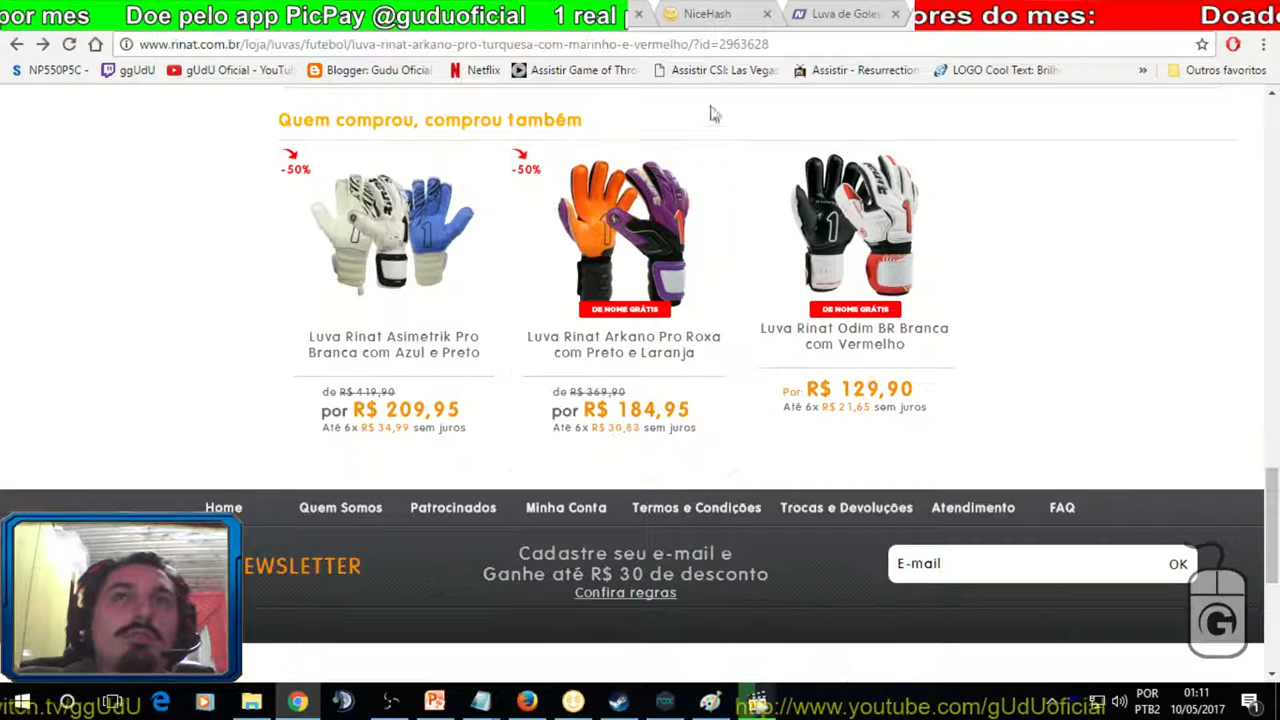 por mes Doe pelo app PicPay @guduoficial 1 real p
NiceHash
Luva de Goleir
ores do mes: Doado
www.rinat.com.br/loja/luvas/futebol/luva-rinat-arkano-pro-turquesa-com-marinho-e-vermelho/?id=2963628
NP550P5C -
ggUdU
gUdU Oficial - YouTu
Blogger: Gudu Oficial
Netflix
Assistir Game of Thro
Assistir CSI: Las Vegas
Assistir - Resurrection
LOGO Cool Text: Brilh
»
Outros favoritos
Quem comprou, comprou também
-50%
-50%
DE NOME GRÁTIS
DE NOME GRÁTIS
Luva Rinat Asimetrik Pro
Branca com Azul e Preto
de R$ 419,90
por R$ 209,95
Até 6x R$ 34,99 sem juros
Luva Rinat Arkano Pro Roxa
com Preto e Laranja
de R$ 369,90
por R$ 184,95
Até 6x R$ 30,83 sem juros
Luva Rinat Odim BR Branca
com Vermelho
Por: R$ 129,90
Até 6x R$ 21,65 sem juros
Home Quem Somos Patrocinados Minha Conta Termos e Condições Trocas e Devoluções Atendimento FAQ
EWSLETTER
Cadastre seu e-mail e
Ganhe até R$ 30 de desconto
Confira regras
E-mail
OK
G
POR
PTB2
01:11
10/05/2017
witch.tv/ggUdU
http://www.youtube.com/gUdUoficial